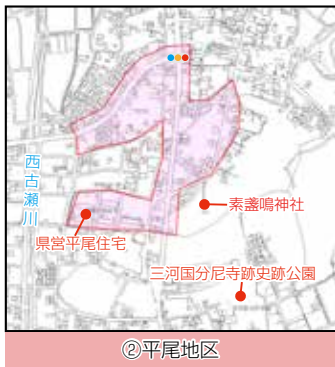 西古瀬川
素盞鳴神社
県営平尾住宅
三河国分尼寺跡史跡公園
②平尾地区